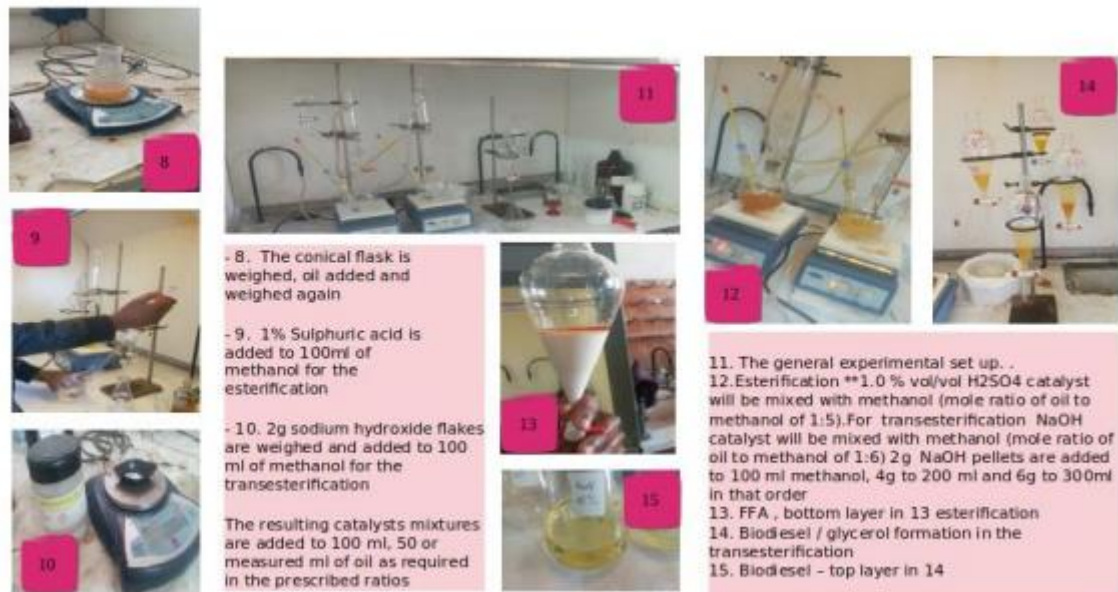 8
9
10
11
- 8. The conical flask is
weighed, oil added and
weighed again
- 9. 1% Sulphuric acid is
added to 100ml of
methanol for the
esterification
- 10. 2g sodium hydroxide flakes
are weighed and added to 100
ml of methanol for the
transesterification
The resulting catalysts mixtures
are added to 100 ml, 50 or
measured ml of oil as required
in the prescribed ratios
13
15
12
14
11. The general experimental set up. .
12.Esterification **1.0 % vol/vol H2SO4 catalyst
will be mixed with methanol (mole ratio of oil to
methanol of 1:5).For transesterification NaOH
catalyst will be mixed with methanol (mole ratio of
oil to methanol of 1:6) 2g NaOH pellets are added
to 100 ml methanol, 4g to 200 ml and 6g to 300ml
in that order
13. FFA , bottom layer in 13 esterification
14. Biodiesel / glycerol formation in the
transesterification
15. Biodiesel – top layer in 14